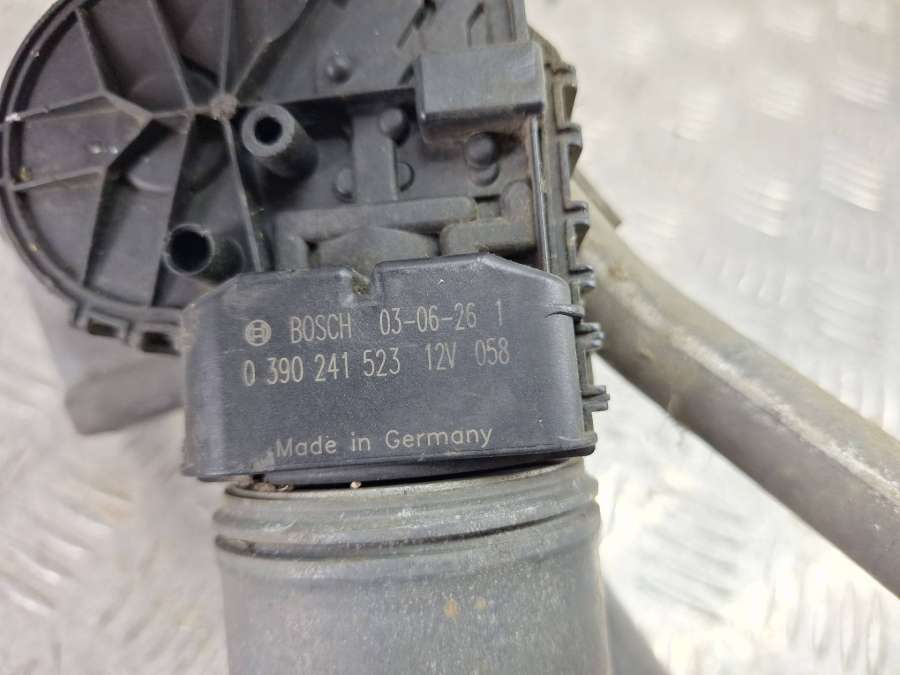 BOSCH 03-06-26 1
0 390 241 523 12V 058
Made in Germany